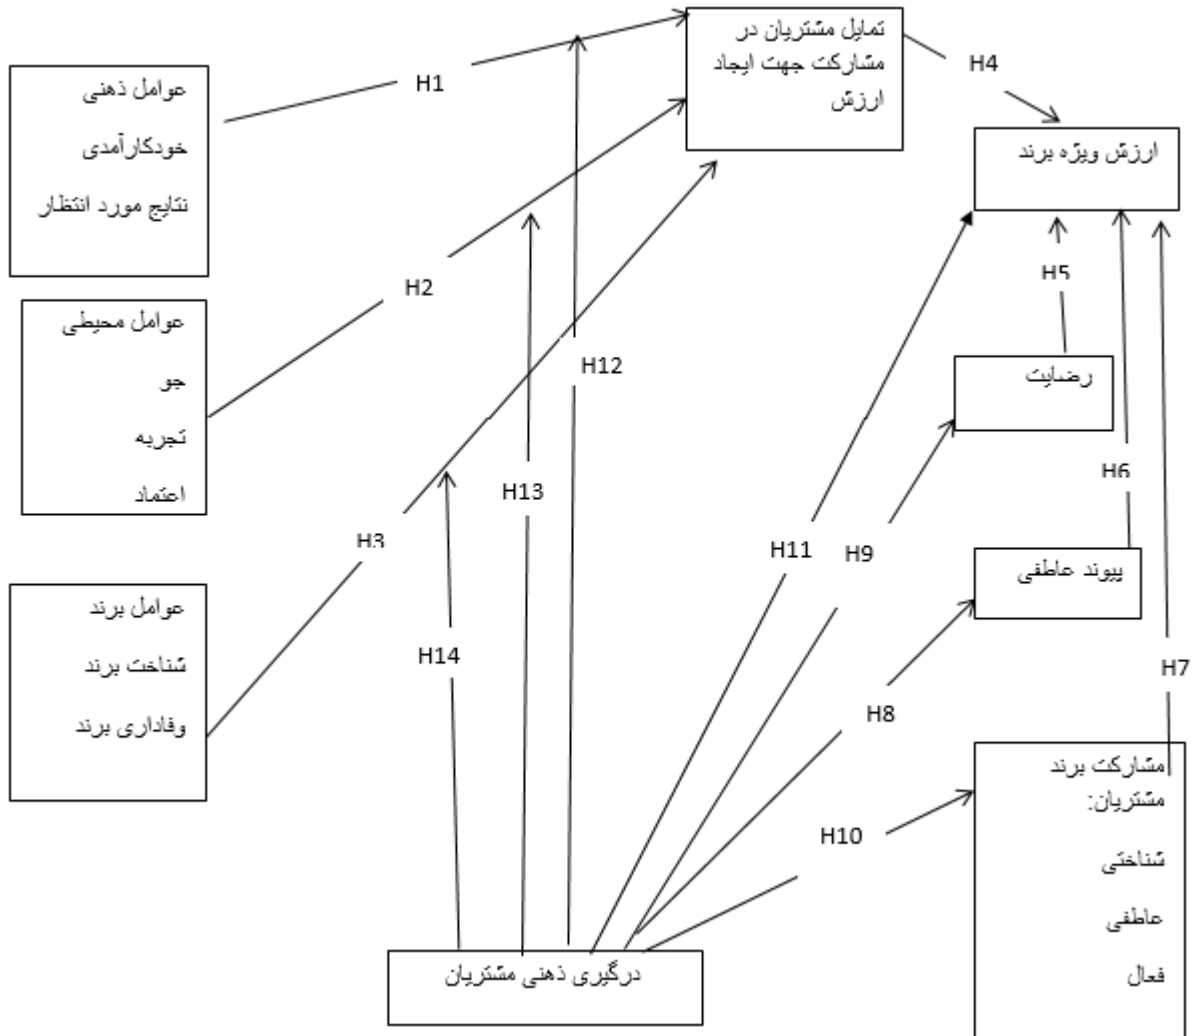 تمایل مشتریان در
مشارکت جهت ایجاد
ارزش
H4
H1
عوامل ذهنی
خودکارآمدی
نتایج مورد انتظار
ارزش ویژه برند
H2
H5
عوامل محیطی
جو
تجربه
اعتماد
H12
رضایت
H13
H6
H3
H11
H9
پیوند عاطفی
عوامل برند
شناخت برند
وفاداری برند
H14
H7
H8
مشارکت برند
مشتریان:
شناختی
عاطفی
فعال
H10
درگیری ذهنی مشتریان